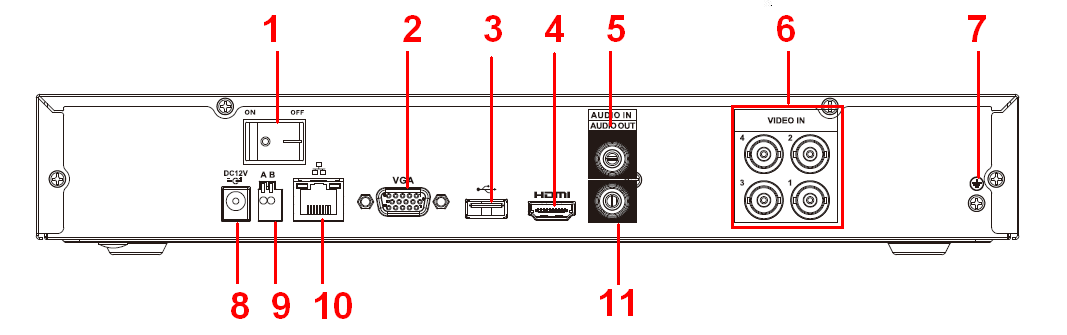 1 2 3 4 5 6 7
ON OFF
AUDIO IN
AUDIO OUT
VIDEO IN
4 2
DC12V A B VGA HDMI
3 1
8 9 10 11